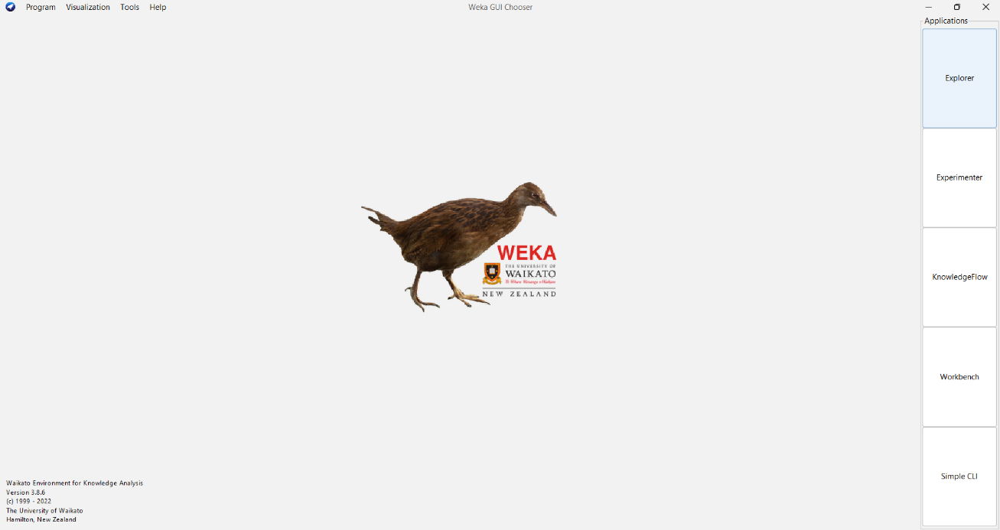 Program Visualization Tools Help
Weka GUI Chooser
Applications
Explorer
Experimenter
KnowledgeFlow
Workbench
Simple CLI
WEKA
THE UNIVERSITY OF
WAIKATO
Te Whare Wānanga o Waikato
NEW ZEALAND
Waikato Environment for Knowledge Analysis
Version 3.8.6
(c) 1999 - 2022
The University of Waikato
Hamilton, New Zealand